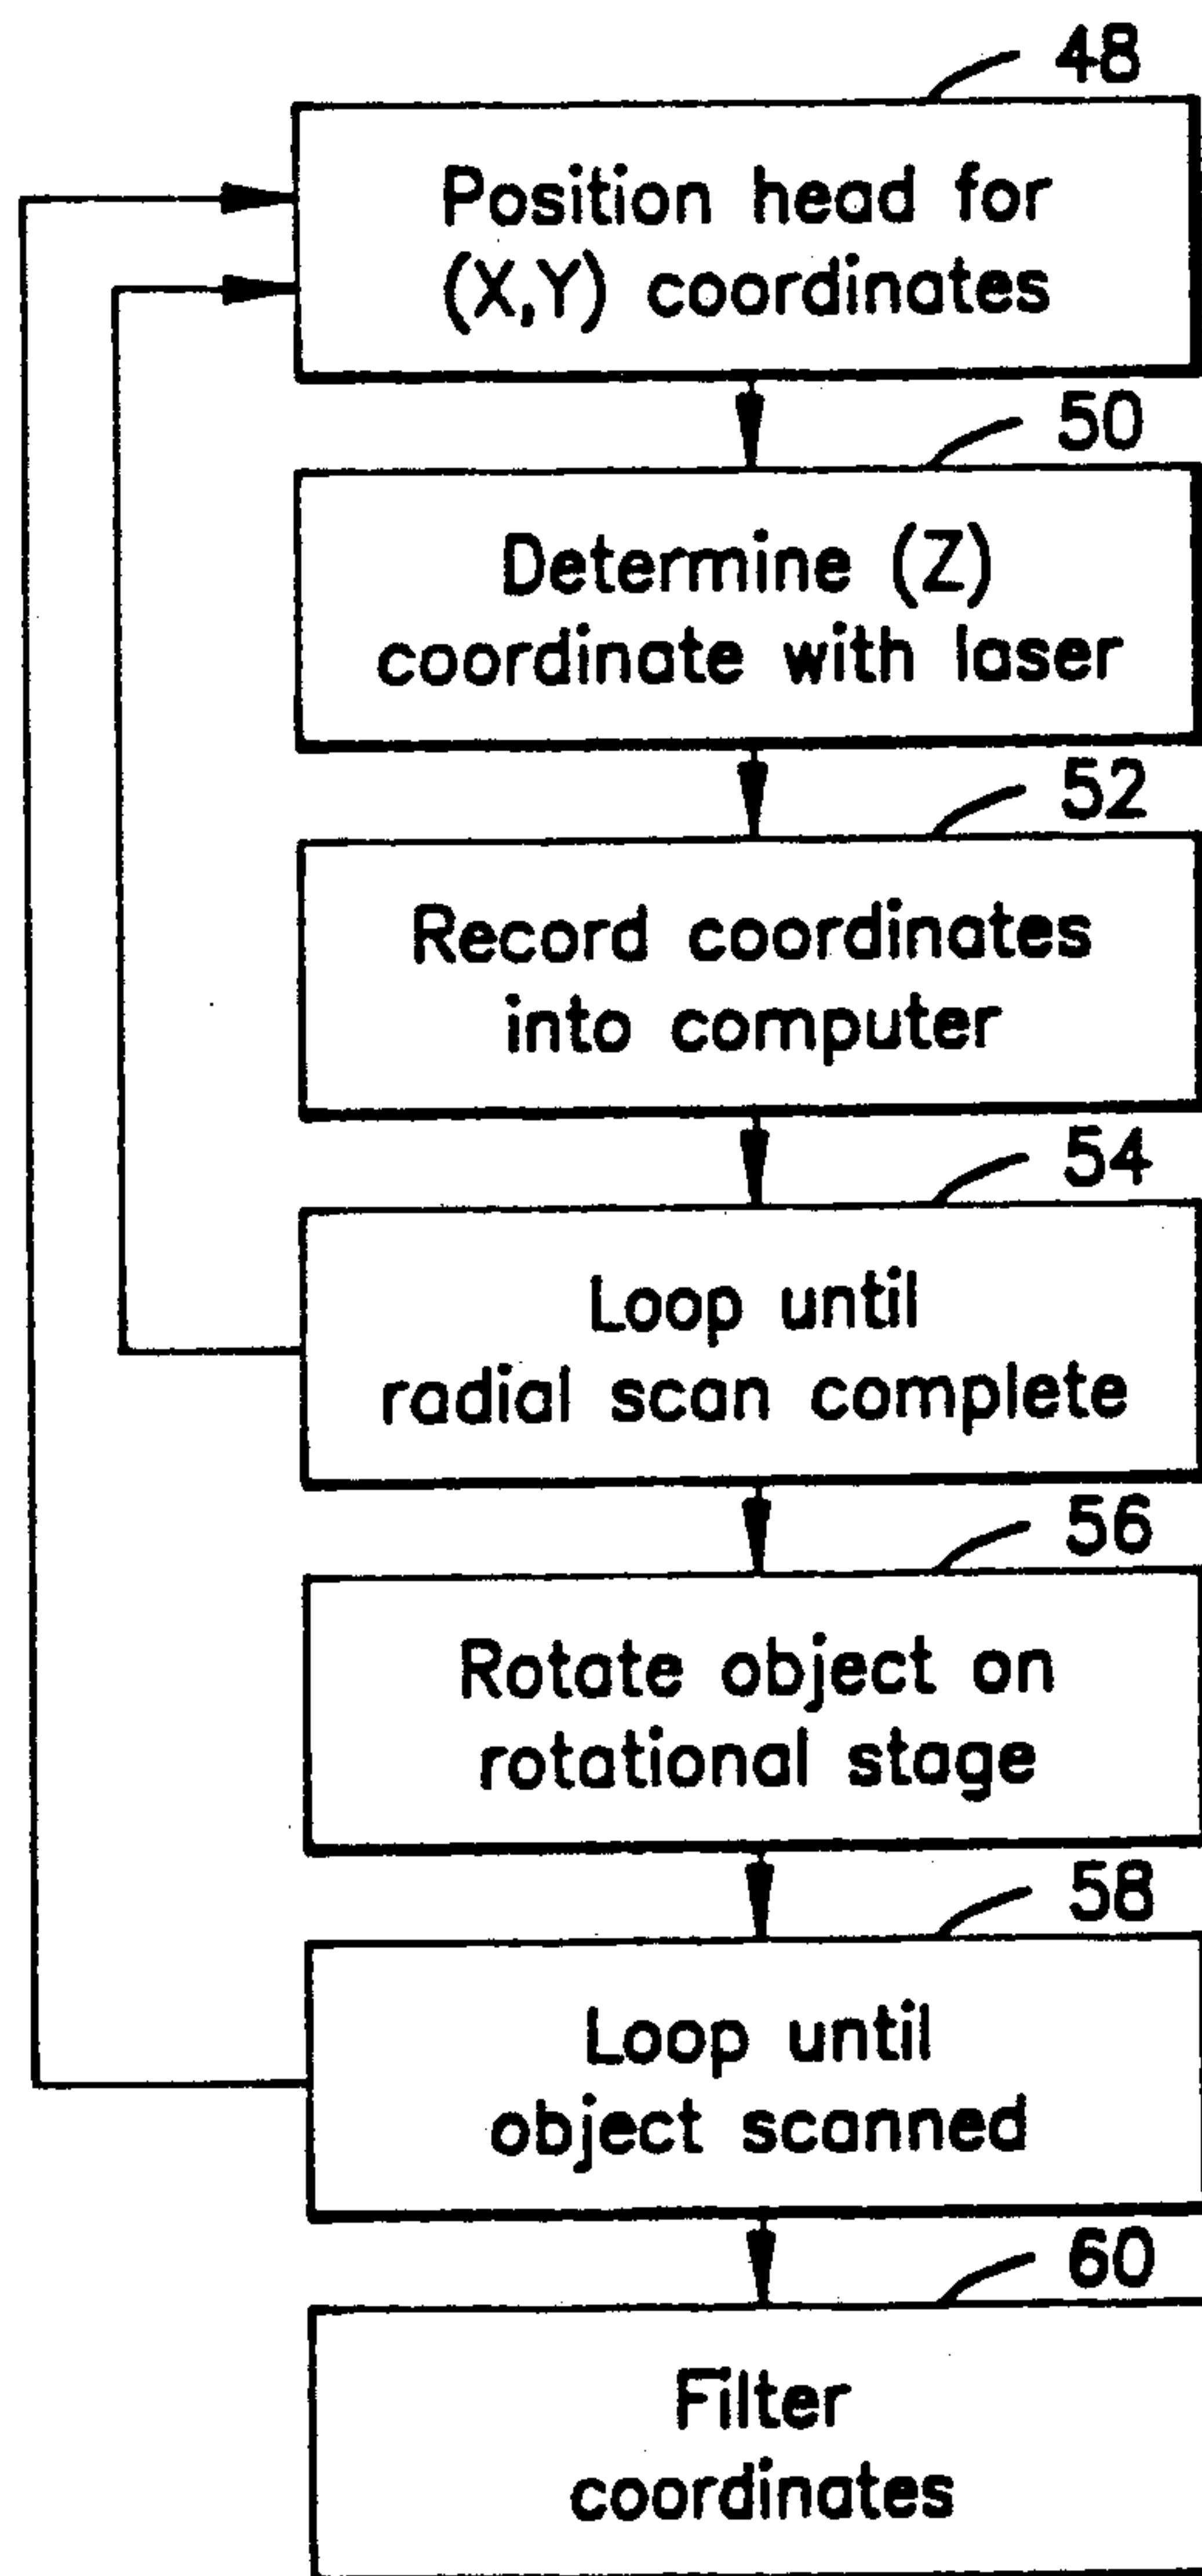 48
Position head for
(X,Y) coordinates
50
Determine (Z)
coordinate with laser
52
Record coordinates
into computer
54
Loop until
radial scan complete
56
Rotate object on
rotational stage
58
Loop until
object scanned
60
Filter
coordinates